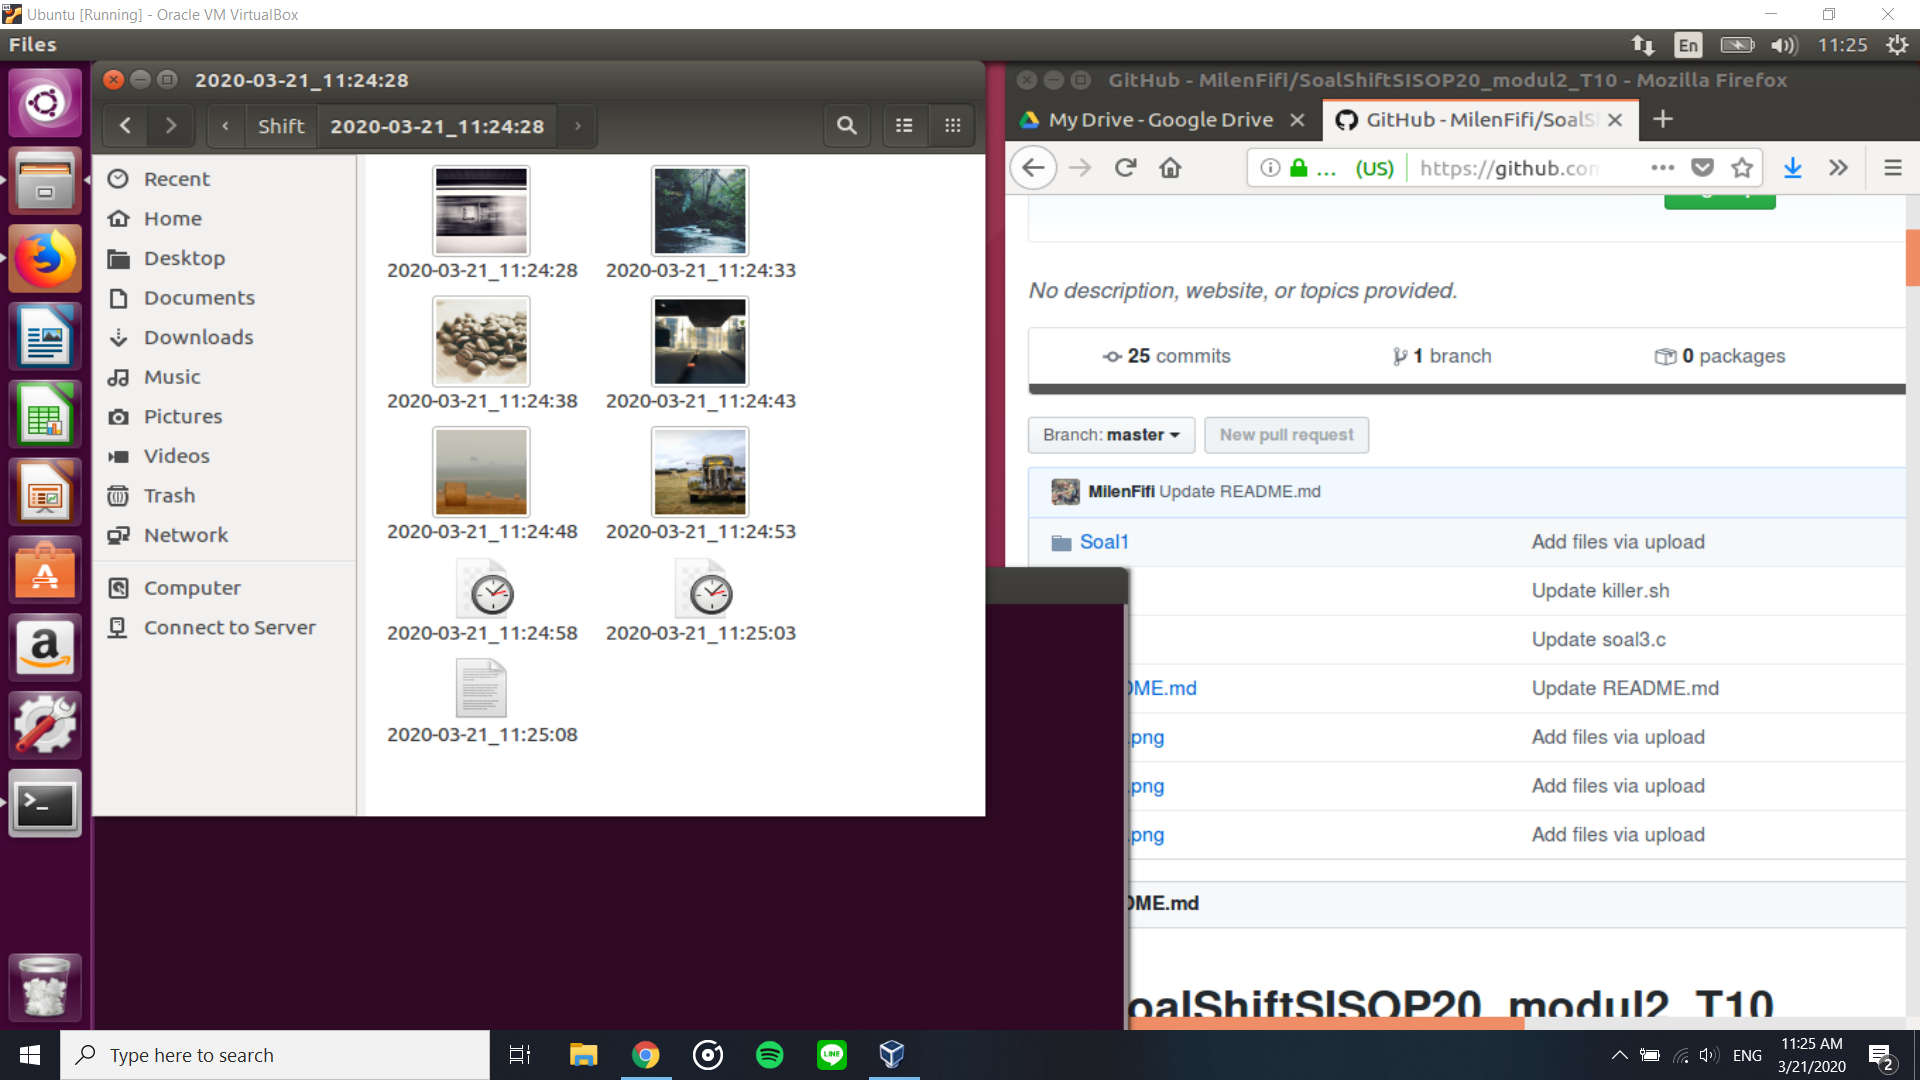 Ubuntu [Running] - Oracle VM VirtualBox
Files
En
11:25
2020-03-21_11:24:28
Shift
2020-03-21_11:24:28
Recent
Home
Desktop
Documents
Downloads
Music
Pictures
Videos
Trash
Network
Computer
Connect to Server
2020-03-21_11:24:28
2020-03-21_11:24:33
2020-03-21_11:24:38
2020-03-21_11:24:43
2020-03-21_11:24:48
2020-03-21_11:24:53
2020-03-21_11:24:58
2020-03-21_11:25:03
2020-03-21_11:25:08
GitHub - MilenFifi/SoalShiftSISOP20_modul2_T10 - Mozilla Firefox
My Drive - Google Drive
GitHub - MilenFifi/SoalS
... (US)
https://github.con
No description, website, or topics provided.
25 commits
1 branch
0 packages
Branch: master
New pull request
MilenFifi Update README.md
Soal1
Add files via upload
Update killer.sh
Update soal3.c
DME.md
Update README.md
.png
Add files via upload
.png
Add files via upload
.png
Add files via upload
DME.md
oalShiftSISOP20_modul2_T10
Type here to search
LINE
ENG
11:25 AM
3/21/2020
2